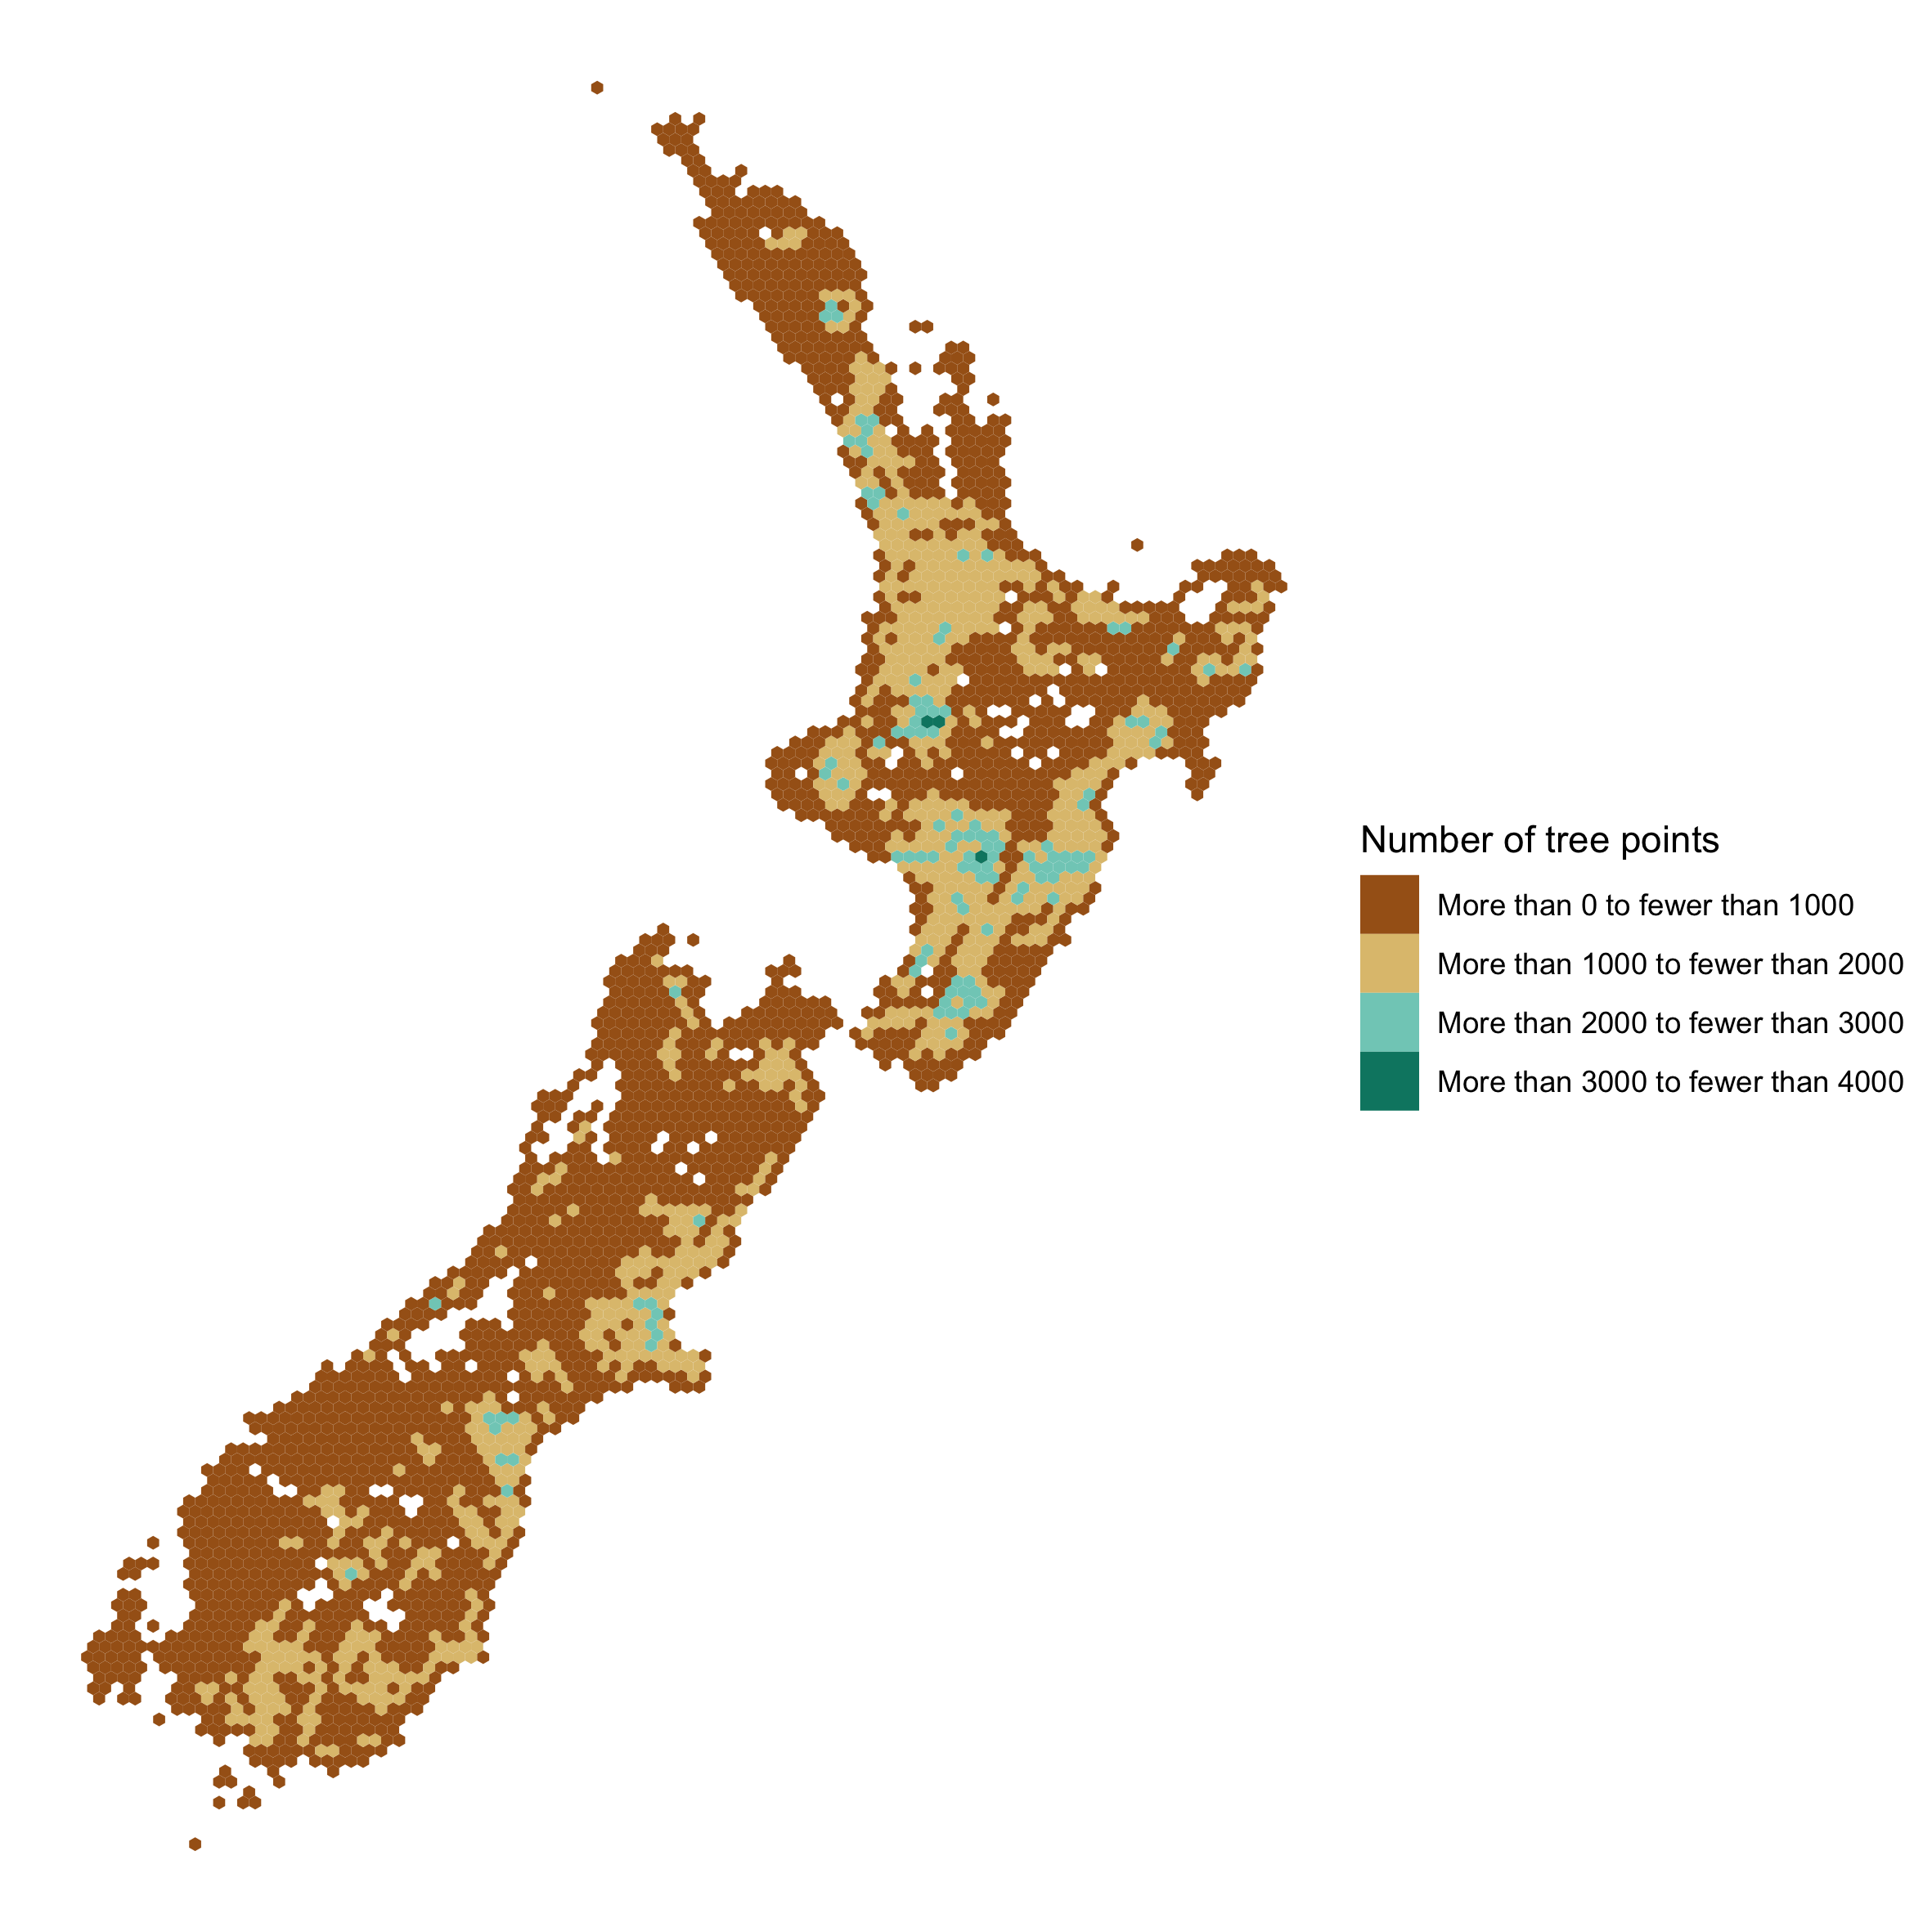 Number of tree points
More than 0 to fewer than 1000
More than 1000 to fewer than 2000
More than 2000 to fewer than 3000
More than 3000 to fewer than 4000